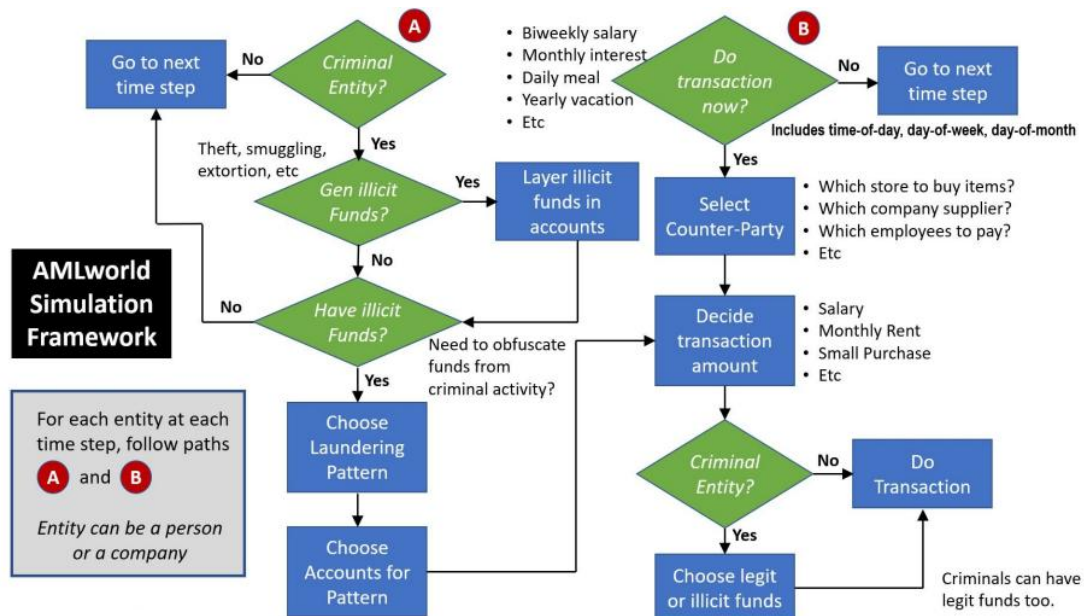 A
Criminal
Entity?
No
Go to next
time step
Yes
Theft, smuggling,
extortion, etc
Gen illicit
Funds?
Yes
Layer illicit
funds in
accounts
No
Have illicit
Funds?
No
Need to obfuscate
funds from
criminal activity?
Yes
Choose
Laundering
Pattern
Choose
Accounts for
Pattern
AMLworld
Simulation
Framework
For each entity at each
time step, follow paths
A and B
Entity can be a person
or a company
B
• Biweekly salary
• Monthly interest
• Daily meal
• Yearly vacation
• Etc
Do
transaction
now?
No
Go to next
time step
Includes time-of-day, day-of-week, day-of-month
Yes
Select
Counter-Party
• Which store to buy items?
• Which company supplier?
• Which employees to pay?
• Etc
Decide
transaction
amount
• Salary
• Monthly Rent
• Small Purchase
• Etc
Criminal
Entity?
No
Do
Transaction
Yes
Choose legit
or illicit funds
Criminals can have
legit funds too.